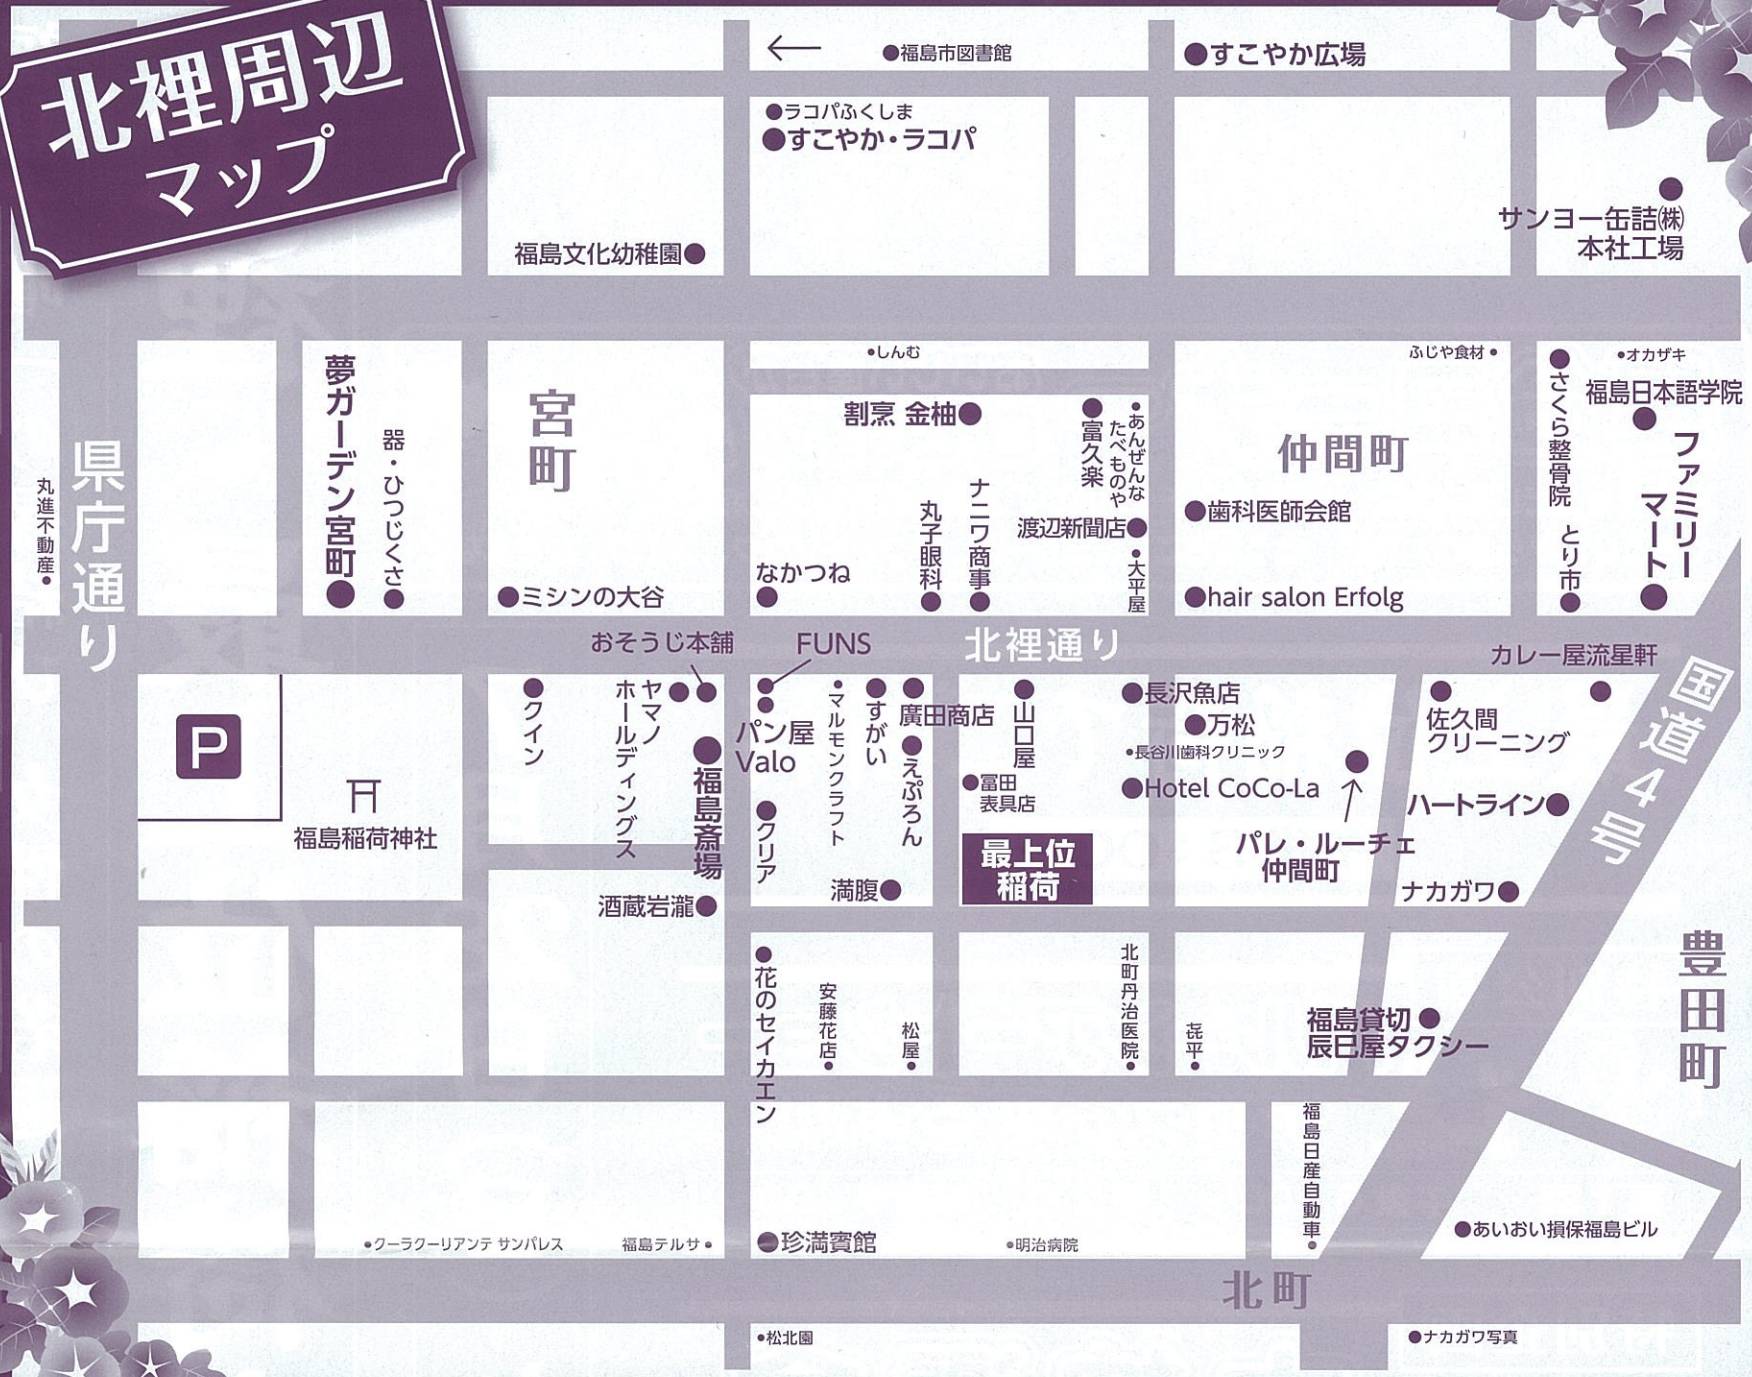 北裡周辺
マップ
福島市図書館
すこやか広場
ラコパふくしま
すこやか・ラコパ
福島文化幼稚園
サンヨー缶詰㈱
本社工場
県庁通り
丸進不動産
夢ガーデン宮町
器・ひつじくさ
宮町
ミシンの大谷
しんむ
割烹 金柚
富久楽
あんぜんな
たべものや
渡辺新聞店
大平屋
ナニワ商事
丸子眼科
なかつね
ふじや食材
仲間町
歯科医師会館
hair salon Erfolg
さくら整骨院
とり市
オカザキ
福島日本語学院
ファミリー
マート
北裡通り
おそうじ本舗
FUNS
カレー屋流星軒
国道4号
P
福島稲荷神社
クイン
ヤマノ
ホールディングス
福島斎場
酒蔵岩瀧
パン屋
Valo
クリア
マルモンクラフト
すがい
廣田商店
えぷろん
満腹
山口屋
冨田
表具店
最上位
稲荷
長沢魚店
万松
長谷川歯科クリニック
Hotel CoCo-La
パレ・ルーチェ
仲間町
佐久間
クリーニング
ハートライン
ナカガワ
豊田町
花のセイカエン
安藤花店
松屋
北町丹治医院
㐂平
福島貸切
辰巳屋タクシー
福島日産自動車
クーラクーリアンテ サンパレス
福島テルサ
珍満賓館
明治病院
あいおい損保福島ビル
北町
松北園
ナカガワ写真